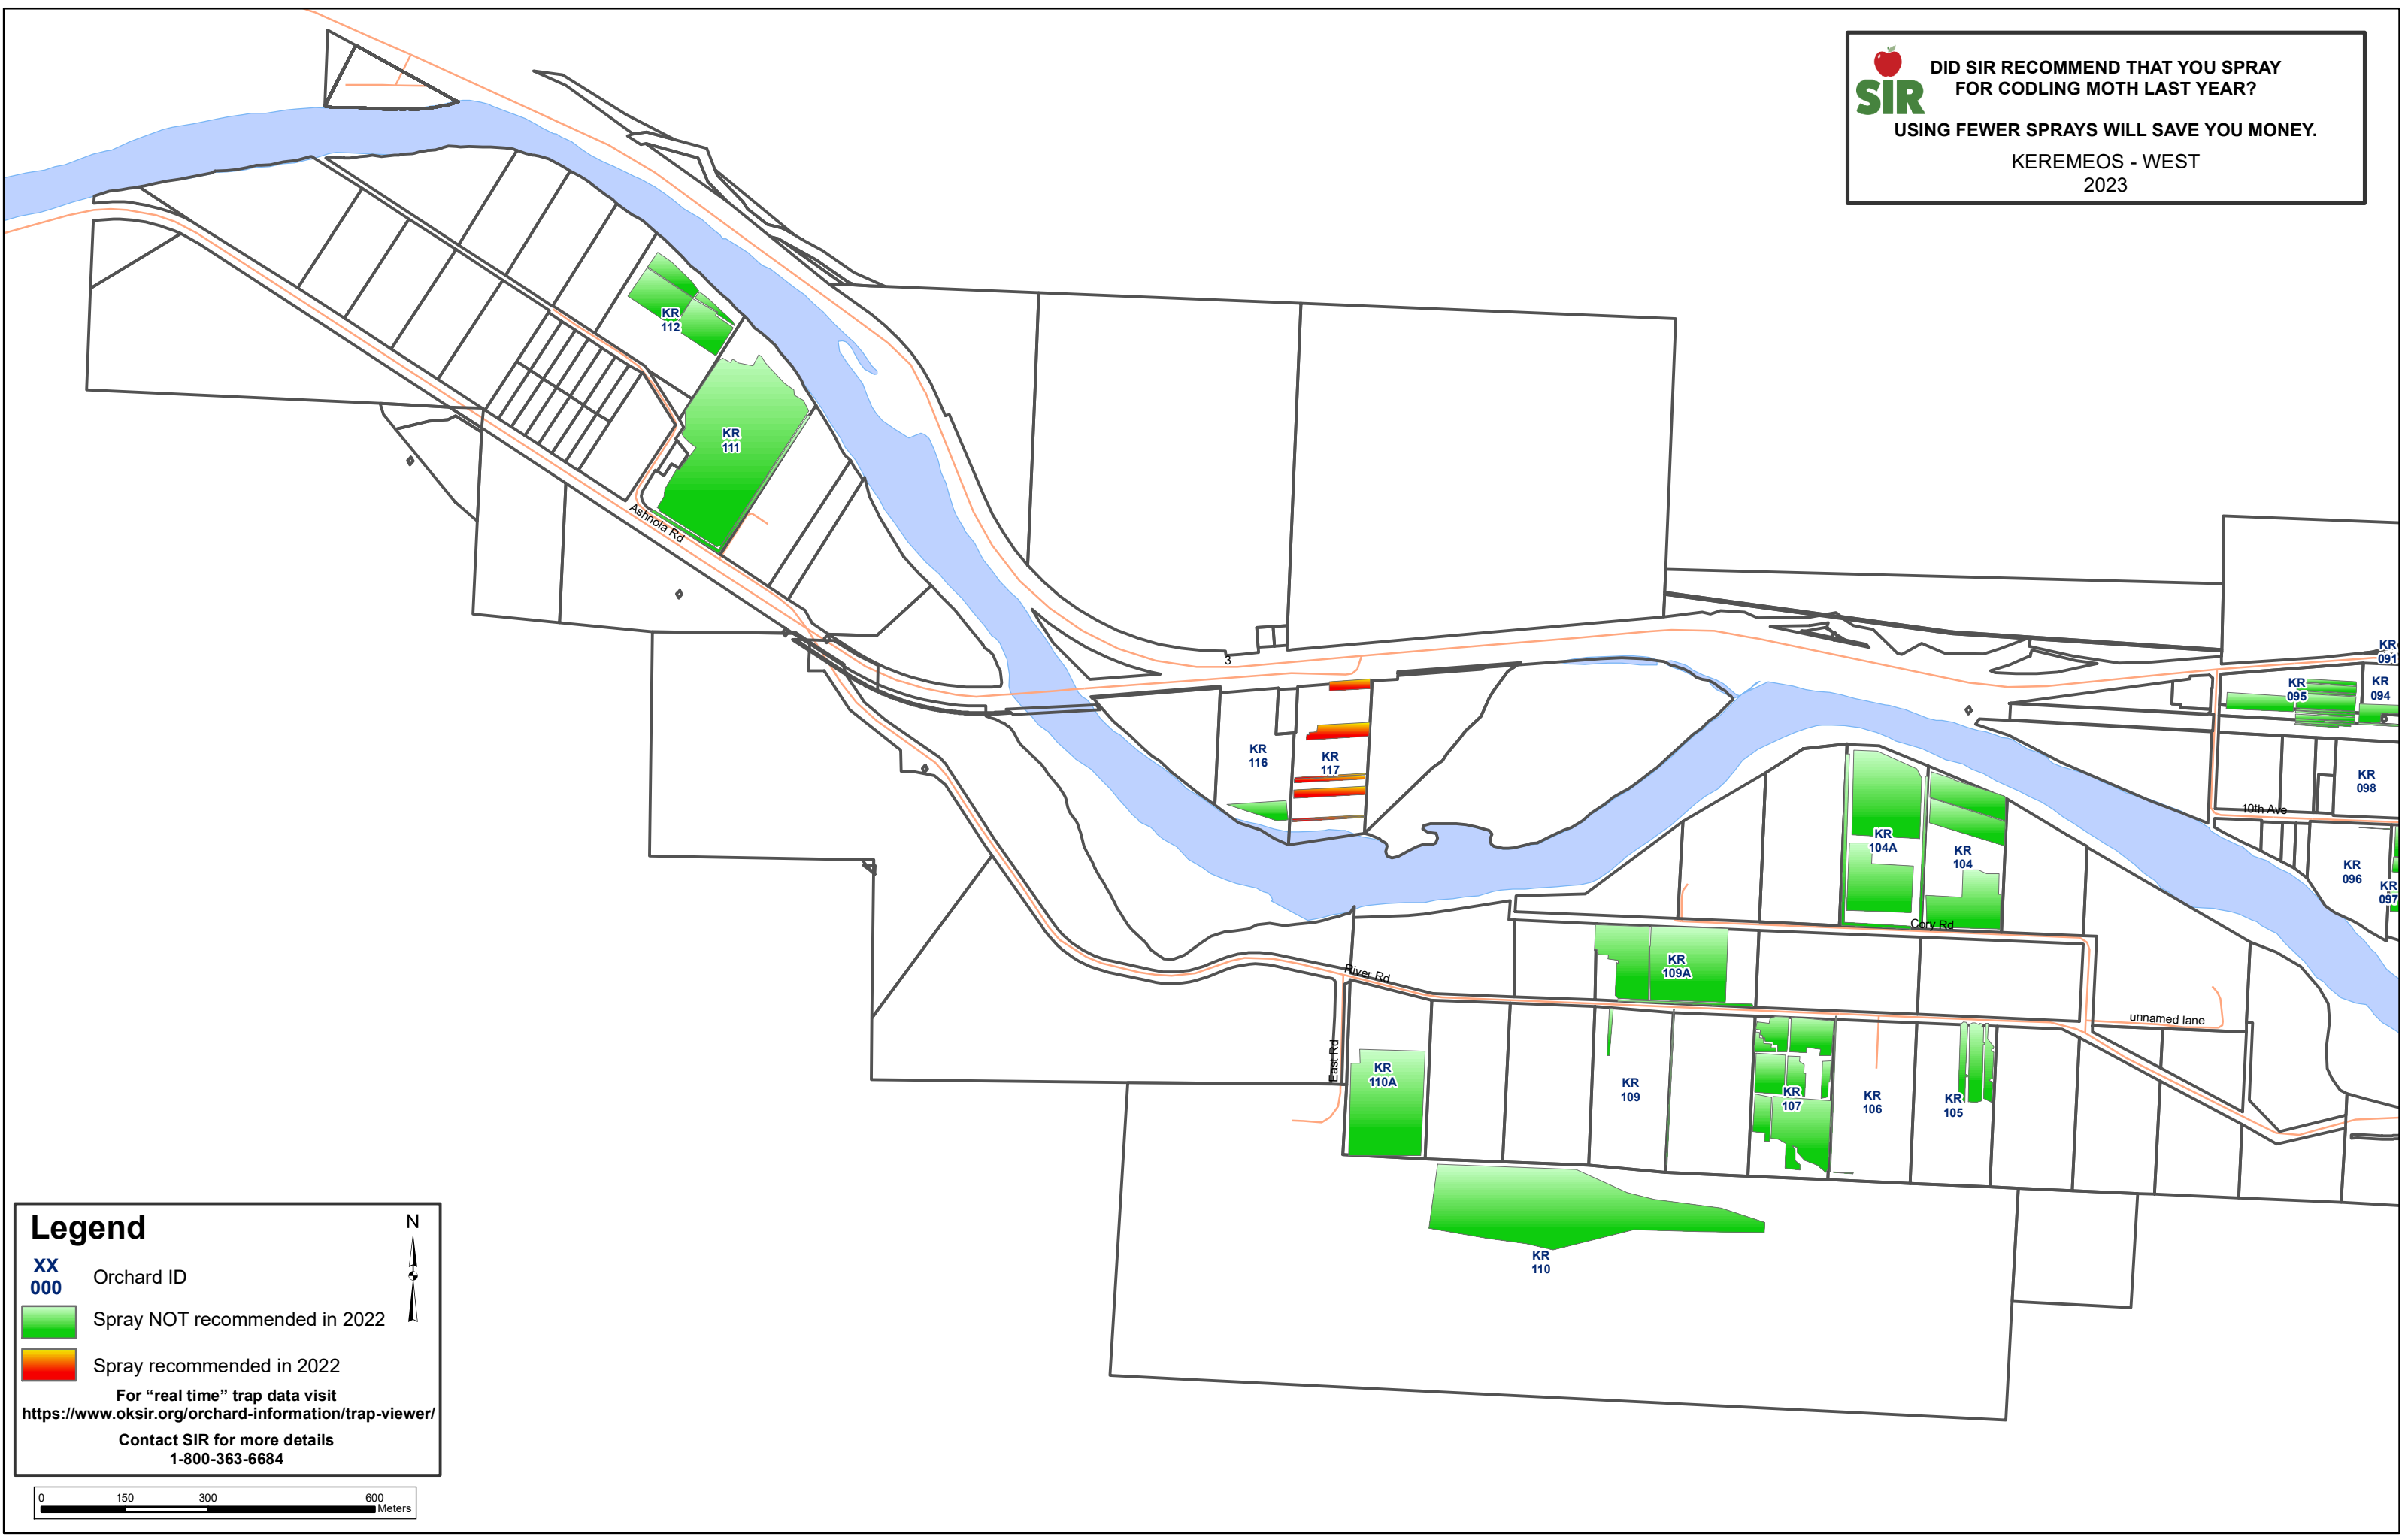 SIR
DID SIR RECOMMEND THAT YOU SPRAY
FOR CODLING MOTH LAST YEAR?
USING FEWER SPRAYS WILL SAVE YOU MONEY.
KEREMEOS - WEST
2023
KR
112
KR
111
Ashnola Rd
3
KR
091
KR
095
KR
094
KR
116
KR
117
KR
098
10th Ave
KR
104A
KR
104
KR
096
KR
097
Cory Rd
KR
109A
River Rd
unnamed lane
East Rd
KR
110A
KR
109
KR
107
KR
106
KR
105
KR
110
Legend
N
XX
000
Orchard ID
Spray NOT recommended in 2022
Spray recommended in 2022
For “real time” trap data visit
https://www.oksir.org/orchard-information/trap-viewer/
Contact SIR for more details
1-800-363-6684
0 150 300 600
Meters